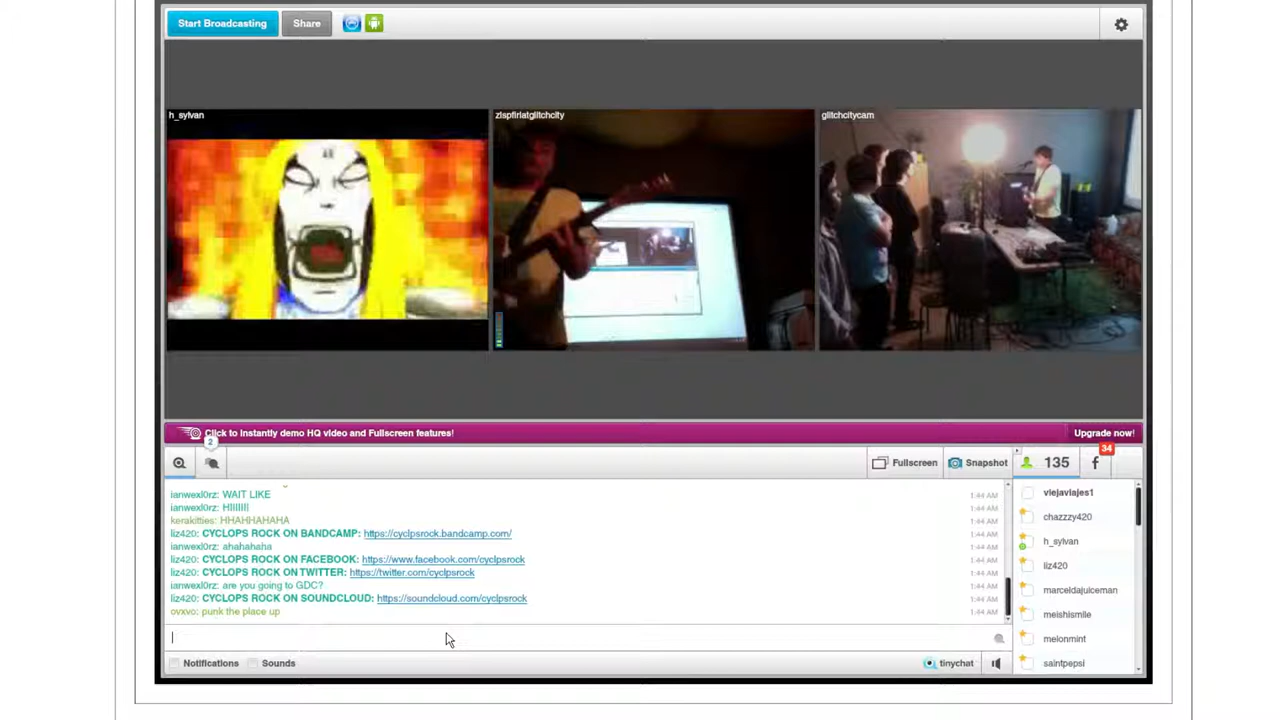 Start Broadcasting
Share
h_sylvan
zispfiriatglitchcity
glitchcitycam
Click to instantly demo HQ video and Fullscreen features!
Upgrade now!
2
Fullscreen
Snapshot
135
34
ianwexl0rz: WAIT LIKE 1:44 AM
ianwexl0rz: HIIIIIII 1:44 AM
kerakitties: HHAHHAHAHA 1:44 AM
liz420: CYCLOPS ROCK ON BANDCAMP: https://cyclpsrock.bandcamp.com/ 1:44 AM
ianwexl0rz: ahahahaha 1:44 AM
liz420: CYCLOPS ROCK ON FACEBOOK: https://www.facebook.com/cyclpsrock 1:44 AM
liz420: CYCLOPS ROCK ON TWITTER: https://twitter.com/cyclpsrock 1:44 AM
ianwexl0rz: are you going to GDC? 1:44 AM
liz420: CYCLOPS ROCK ON SOUNDCLOUD: https://soundcloud.com/cyclpsrock 1:44 AM
ovxvo: punk the place up 1:44 AM
viejaviajes1
chazzzy420
h_sylvan
liz420
marceldajuiceman
meishismile
melonmint
saintpepsi
Notifications
Sounds
tinychat